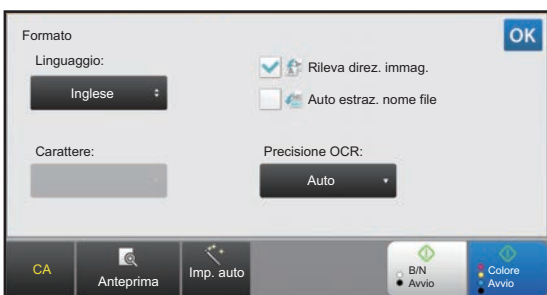 Formato
OK
Linguaggio:
Inglese
Rileva direz. immag.
Auto estraz. nome file
Carattere:
Precisione OCR:
Auto
CA
Anteprima
Imp. auto
B/N
Avvio
Colore
Avvio